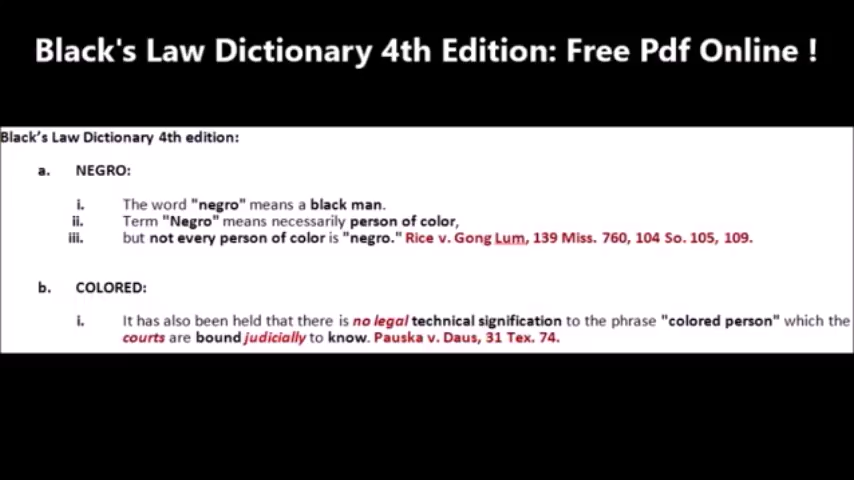 Black's Law Dictionary 4th Edition: Free Pdf Online !
Black's Law Dictionary 4th edition:
a. NEGRO:
i. The word "negro" means a black man.
ii. Term "Negro" means necessarily person of color,
iii. but not every person of color is "negro." Rice v. Gong Lum, 139 Miss. 760, 104 So. 105, 109.
b. COLORED:
i. It has also been held that there is no legal technical signification to the phrase "colored person" which the
courts are bound judicially to know. Pauska v. Daus, 31 Tex. 74.